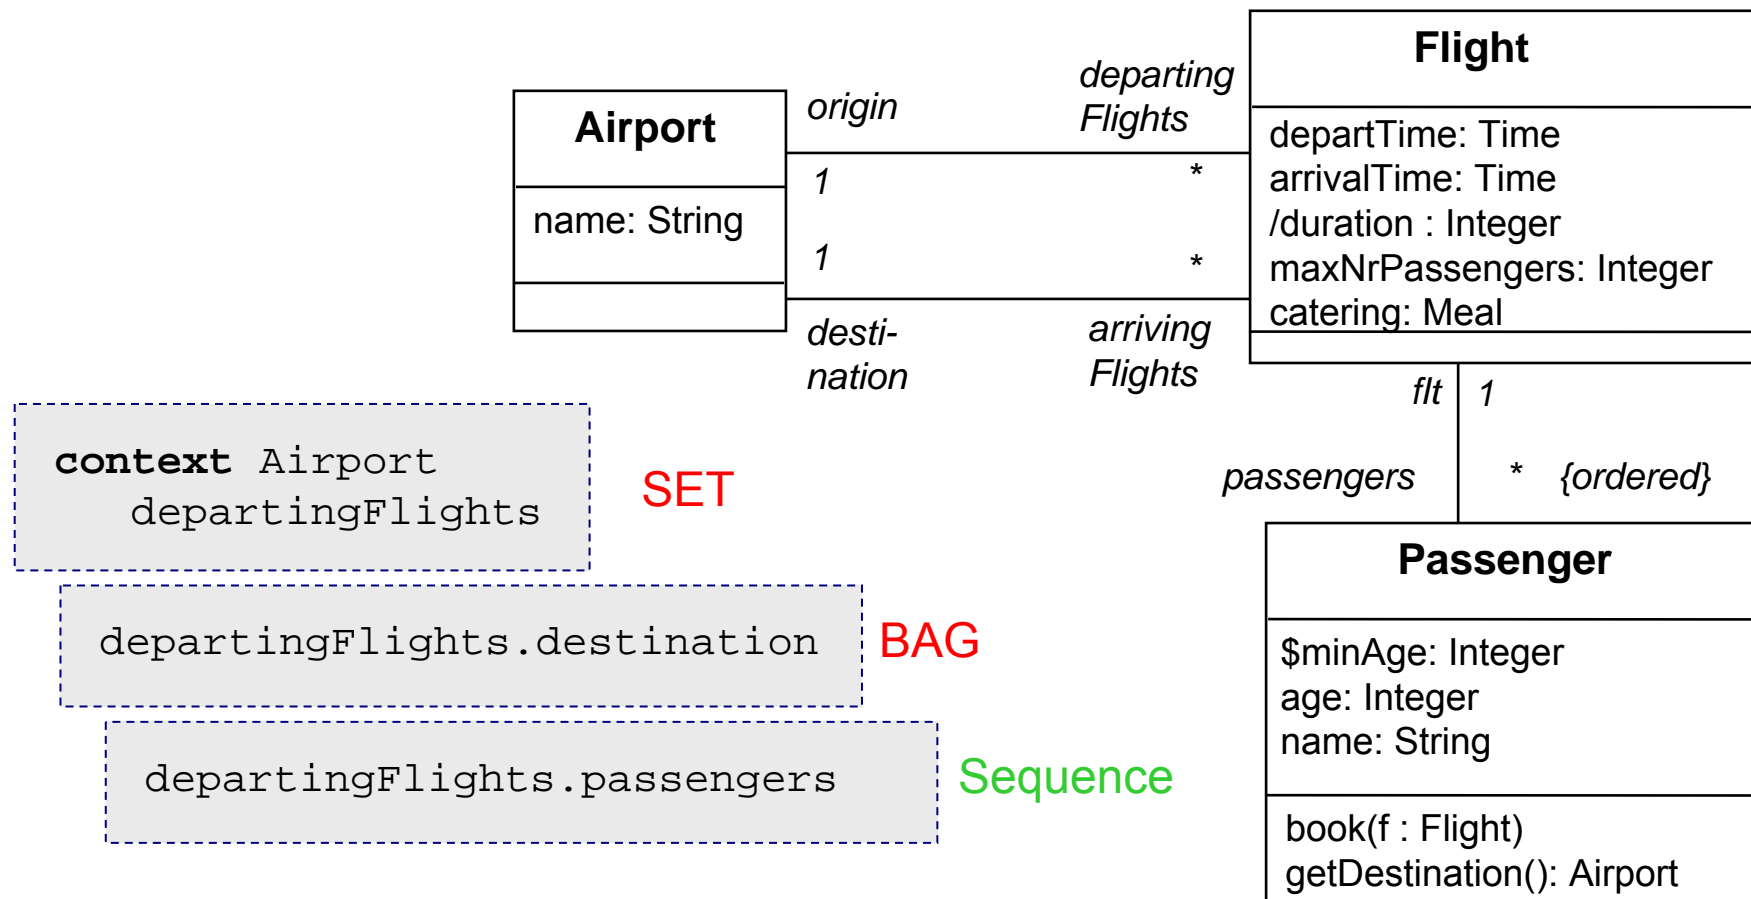 Airport
name: String
origin
1
1
desti-
nation
departing
Flights
*
*
arriving
Flights
Flight
departTime: Time
arrivalTime: Time
/duration : Integer
maxNrPassengers: Integer
catering: Meal
flt
1
passengers
*
{ordered}
Passenger
$minAge: Integer
age: Integer
name: String
book(f : Flight)
getDestination(): Airport
context Airport
departingFlights
SET
departingFlights.destination
BAG
departingFlights.passengers
Sequence